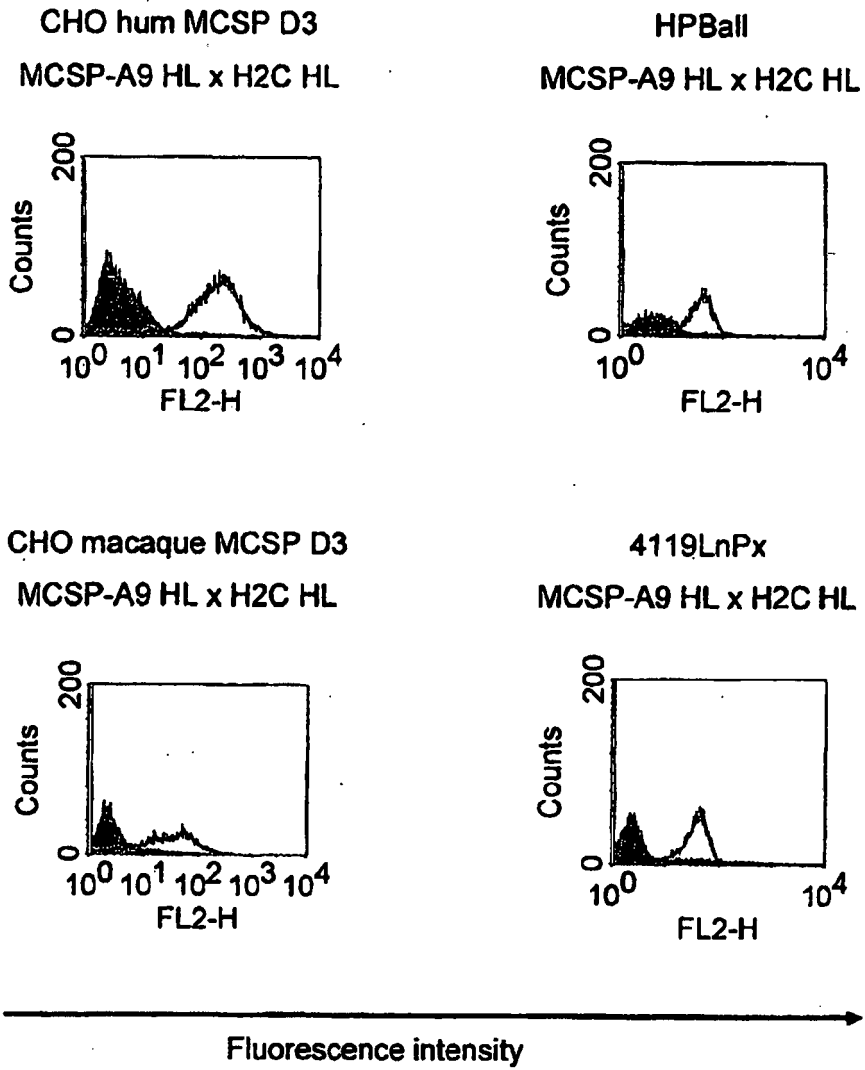 CHO hum MCSP D3
MCSP-A9 HL x H2C HL
200
Counts
0
10^0 10^1 10^2 10^3 10^4
FL2-H
HPBall
MCSP-A9 HL x H2C HL
200
Counts
0
10^0 10^4
FL2-H
CHO macaque MCSP D3
MCSP-A9 HL x H2C HL
200
Counts
0
10^0 10^1 10^2 10^3 10^4
FL2-H
4119LnPx
MCSP-A9 HL x H2C HL
200
Counts
0
10^0 10^4
FL2-H
Fluorescence intensity